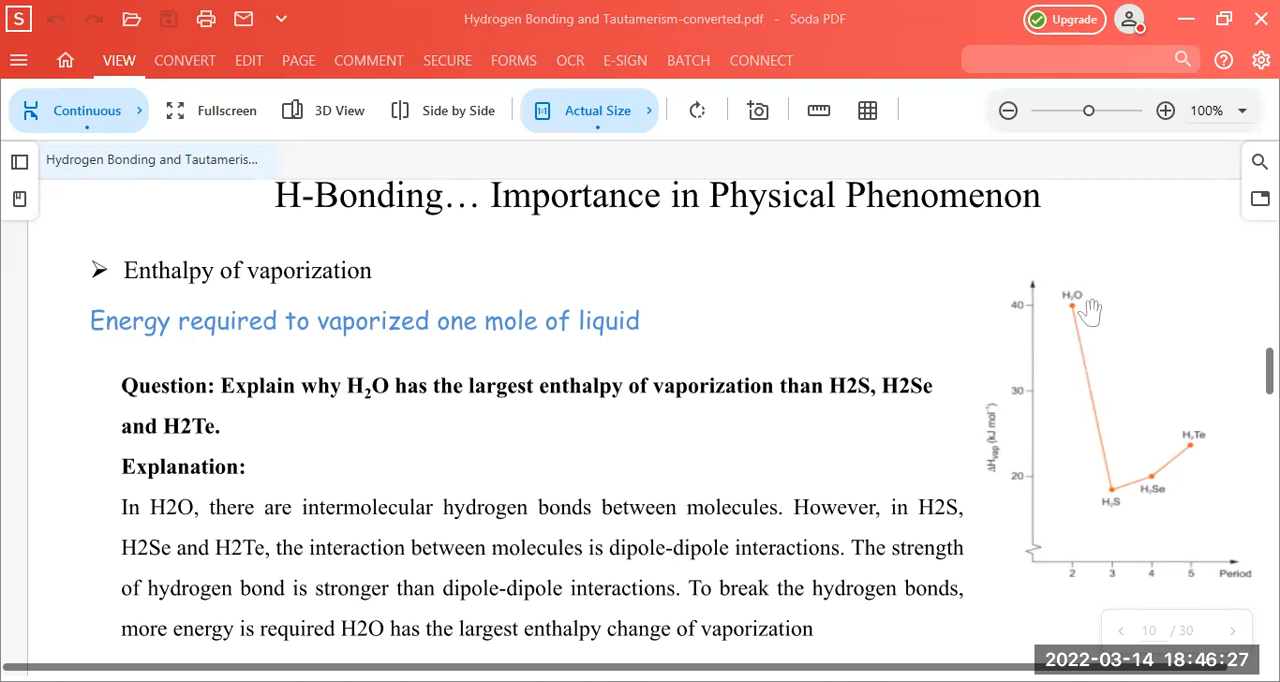 S
Hydrogen Bonding and Tautamerism-converted.pdf - Soda PDF
Upgrade
VIEW CONVERT EDIT PAGE COMMENT SECURE FORMS OCR E-SIGN BATCH CONNECT
Continuous Fullscreen 3D View Side by Side 1:1 Actual Size 100%
Hydrogen Bonding and Tautameris...
H-Bonding… Importance in Physical Phenomenon
➢ Enthalpy of vaporization
Energy required to vaporized one mole of liquid
Question: Explain why H₂O has the largest enthalpy of vaporization than H2S, H2Se
and H2Te.
Explanation:
In H2O, there are intermolecular hydrogen bonds between molecules. However, in H2S,
H2Se and H2Te, the interaction between molecules is dipole-dipole interactions. The strength
of hydrogen bond is stronger than dipole-dipole interactions. To break the hydrogen bonds,
more energy is required H2O has the largest enthalpy change of vaporization
H₂O
40
30
ΔHvap (kJ mol⁻¹)
H₂Te
20
H₂Se
H₂S
2 3 4 5 Period
10 / 30
2022-03-14 18:46:27